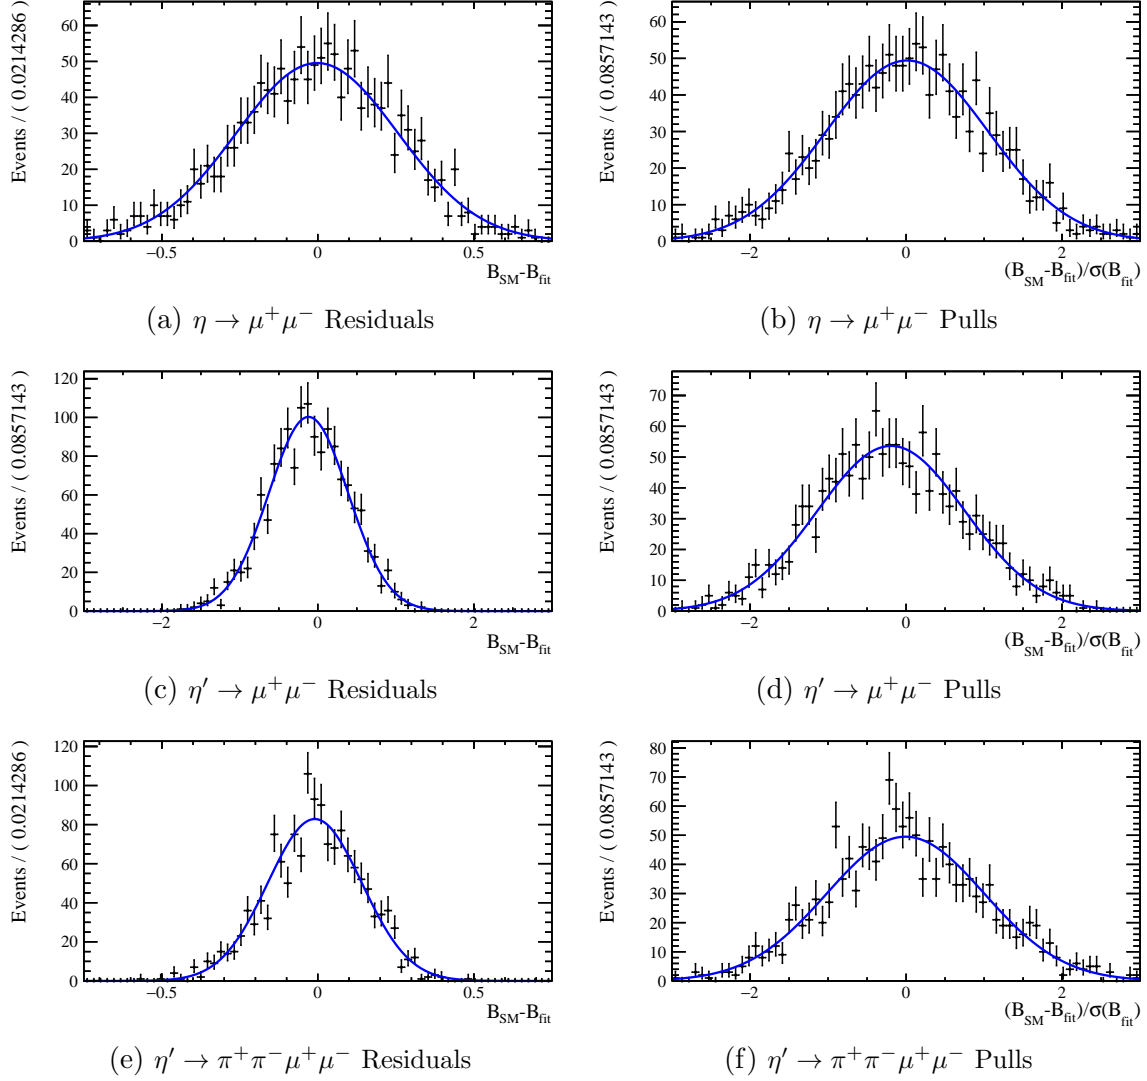 Events / ( 0.0214286 )
60
50
40
30
20
10
0
−0.5 0 0.5
B_SM-B_fit
(a) η → μ⁺μ⁻ Residuals
Events / ( 0.0857143 )
60
50
40
30
20
10
0
−2 0 2
(B_SM-B_fit)/σ(B_fit)
(b) η → μ⁺μ⁻ Pulls
Events / ( 0.0857143 )
120
100
80
60
40
20
0
−2 0 2
B_SM-B_fit
(c) η′ → μ⁺μ⁻ Residuals
Events / ( 0.0857143 )
70
60
50
40
30
20
10
0
−2 0 2
(B_SM-B_fit)/σ(B_fit)
(d) η′ → μ⁺μ⁻ Pulls
Events / ( 0.0214286 )
120
100
80
60
40
20
0
−0.5 0 0.5
B_SM-B_fit
(e) η′ → π⁺π⁻μ⁺μ⁻ Residuals
Events / ( 0.0857143 )
80
70
60
50
40
30
20
10
0
−2 0 2
(B_SM-B_fit)/σ(B_fit)
(f) η′ → π⁺π⁻μ⁺μ⁻ Pulls